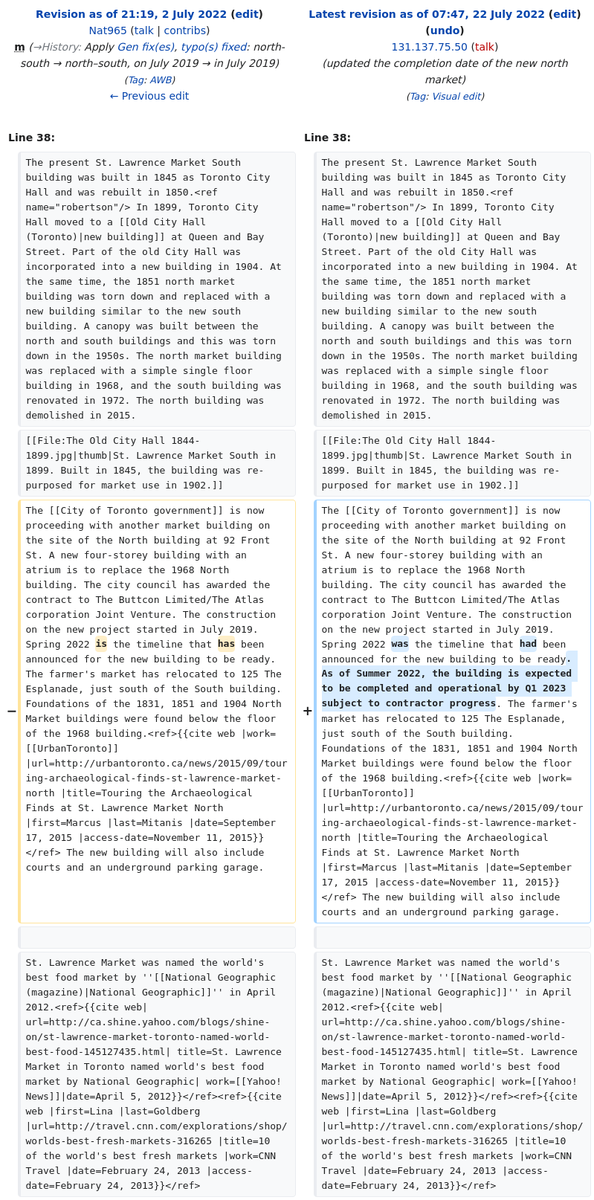 Revision as of 21:19, 2 July 2022 (edit)
Nat965 (talk | contribs)
m (→History: Apply Gen fix(es), typo(s) fixed: north-
south → north–south, on July 2019 → in July 2019)
(Tag: AWB)
← Previous edit
Latest revision as of 07:47, 22 July 2022 (edit)
(undo)
131.137.75.50 (talk)
(updated the completion date of the new north
market)
(Tag: Visual edit)
Line 38:
The present St. Lawrence Market South
building was built in 1845 as Toronto City
Hall and was rebuilt in 1850.<ref
name="robertson"/> In 1899, Toronto City
Hall moved to a [[Old City Hall
(Toronto)|new building]] at Queen and Bay
Street. Part of the old City Hall was
incorporated into a new building in 1904. At
the same time, the 1851 north market
building was torn down and replaced with a
new building similar to the new south
building. A canopy was built between the
north and south buildings and this was torn
down in the 1950s. The north market building
was replaced with a simple single floor
building in 1968, and the south building was
renovated in 1972. The north building was
demolished in 2015.
[[File:The Old City Hall 1844-
1899.jpg|thumb|St. Lawrence Market South in
1899. Built in 1845, the building was re-
purposed for market use in 1902.]]
−
The [[City of Toronto government]] is now
proceeding with another market building on
the site of the North building at 92 Front
St. A new four-storey building with an
atrium is to replace the 1968 North
building. The city council has awarded the
contract to The Buttcon Limited/The Atlas
corporation Joint Venture. The construction
on the new project started in July 2019.
Spring 2022 is the timeline that has been
announced for the new building to be ready.
The farmer's market has relocated to 125 The
Esplanade, just south of the South building.
Foundations of the 1831, 1851 and 1904 North
Market buildings were found below the floor
of the 1968 building.<ref>{{cite web |work=
[[UrbanToronto]]
|url=http://urbantoronto.ca/news/2015/09/tour
ing-archaeological-finds-st-lawrence-market-
north |title=Touring the Archaeological
Finds at St. Lawrence Market North
|first=Marcus |last=Mitanis |date=September
17, 2015 |access-date=November 11, 2015}}
</ref> The new building will also include
courts and an underground parking garage.
St. Lawrence Market was named the world's
best food market by ''[[National Geographic
(magazine)|National Geographic]]'' in April
2012.<ref>{{cite web|
url=http://ca.shine.yahoo.com/blogs/shine-
on/st-lawrence-market-toronto-named-world-
best-food-145127435.html| title=St. Lawrence
Market in Toronto named world's best food
market by National Geographic| work=[[Yahoo!
News]]|date=April 5, 2012}}</ref><ref>{{cite
web |first=Lina |last=Goldberg
|url=http://travel.cnn.com/explorations/shop/
worlds-best-fresh-markets-316265 |title=10
of the world's best fresh markets |work=CNN
Travel |date=February 24, 2013 |access-
date=February 24, 2013}}</ref>
Line 38:
The present St. Lawrence Market South
building was built in 1845 as Toronto City
Hall and was rebuilt in 1850.<ref
name="robertson"/> In 1899, Toronto City
Hall moved to a [[Old City Hall
(Toronto)|new building]] at Queen and Bay
Street. Part of the old City Hall was
incorporated into a new building in 1904. At
the same time, the 1851 north market
building was torn down and replaced with a
new building similar to the new south
building. A canopy was built between the
north and south buildings and this was torn
down in the 1950s. The north market building
was replaced with a simple single floor
building in 1968, and the south building was
renovated in 1972. The north building was
demolished in 2015.
[[File:The Old City Hall 1844-
1899.jpg|thumb|St. Lawrence Market South in
1899. Built in 1845, the building was re-
purposed for market use in 1902.]]
+
The [[City of Toronto government]] is now
proceeding with another market building on
the site of the North building at 92 Front
St. A new four-storey building with an
atrium is to replace the 1968 North
building. The city council has awarded the
contract to The Buttcon Limited/The Atlas
corporation Joint Venture. The construction
on the new project started in July 2019.
Spring 2022 was the timeline that had been
announced for the new building to be ready.
As of Summer 2022, the building is expected
to be completed and operational by Q1 2023
subject to contractor progress. The farmer's
market has relocated to 125 The Esplanade,
just south of the South building.
Foundations of the 1831, 1851 and 1904 North
Market buildings were found below the floor
of the 1968 building.<ref>{{cite web |work=
[[UrbanToronto]]
|url=http://urbantoronto.ca/news/2015/09/tour
ing-archaeological-finds-st-lawrence-market-
north |title=Touring the Archaeological
Finds at St. Lawrence Market North
|first=Marcus |last=Mitanis |date=September
17, 2015 |access-date=November 11, 2015}}
</ref> The new building will also include
courts and an underground parking garage.
St. Lawrence Market was named the world's
best food market by ''[[National Geographic
(magazine)|National Geographic]]'' in April
2012.<ref>{{cite web|
url=http://ca.shine.yahoo.com/blogs/shine-
on/st-lawrence-market-toronto-named-world-
best-food-145127435.html| title=St. Lawrence
Market in Toronto named world's best food
market by National Geographic| work=[[Yahoo!
News]]|date=April 5, 2012}}</ref><ref>{{cite
web |first=Lina |last=Goldberg
|url=http://travel.cnn.com/explorations/shop/
worlds-best-fresh-markets-316265 |title=10
of the world's best fresh markets |work=CNN
Travel |date=February 24, 2013 |access-
date=February 24, 2013}}</ref>